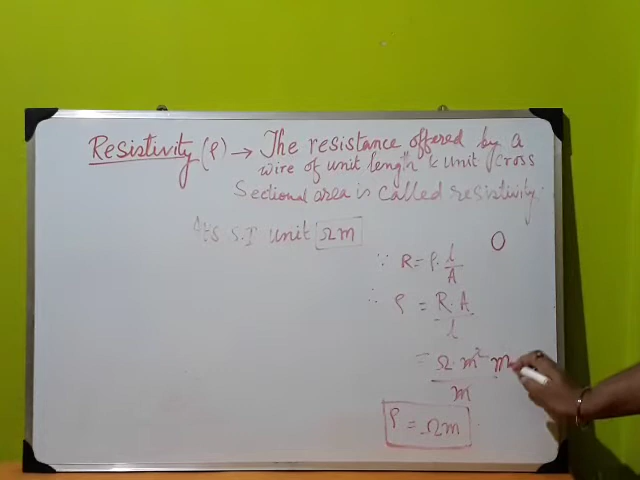 Resistivity (ρ) → The resistance offered by a
wire of unit length & unit cross
Sectional area is called resistivity.
It's S.I unit Ωm
∵ R = ρ · l/A
∴ ρ = R · A/l
= Ω · m²/m m
ρ = Ωm